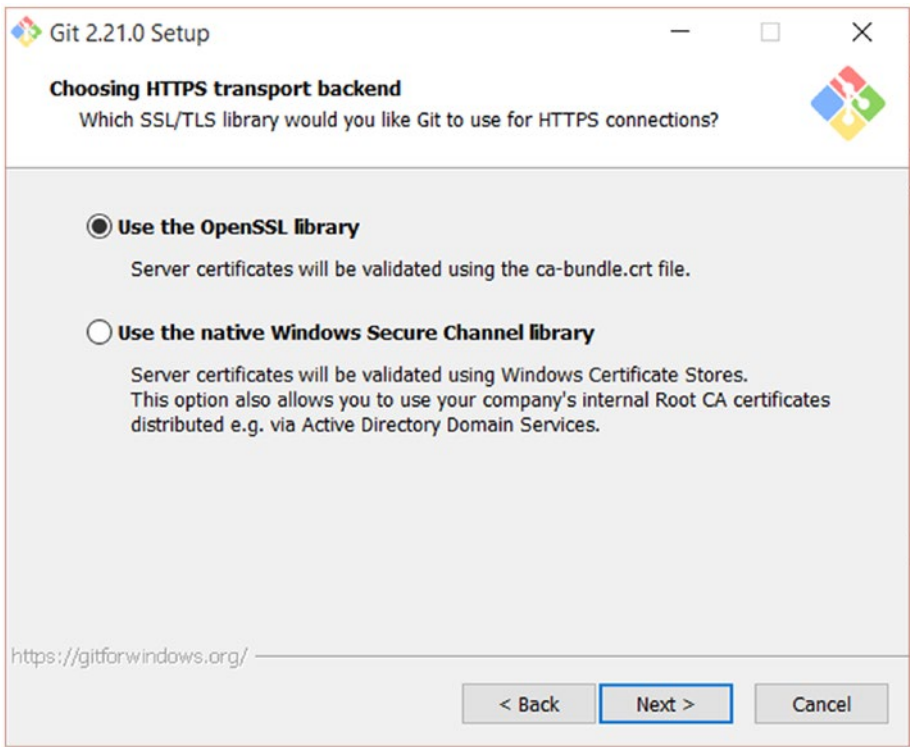 Git 2.21.0 Setup
Choosing HTTPS transport backend
Which SSL/TLS library would you like Git to use for HTTPS connections?
Use the OpenSSL library
Server certificates will be validated using the ca-bundle.crt file.
Use the native Windows Secure Channel library
Server certificates will be validated using Windows Certificate Stores.
This option also allows you to use your company's internal Root CA certificates
distributed e.g. via Active Directory Domain Services.
https://gitforwindows.org/
< Back Next > Cancel